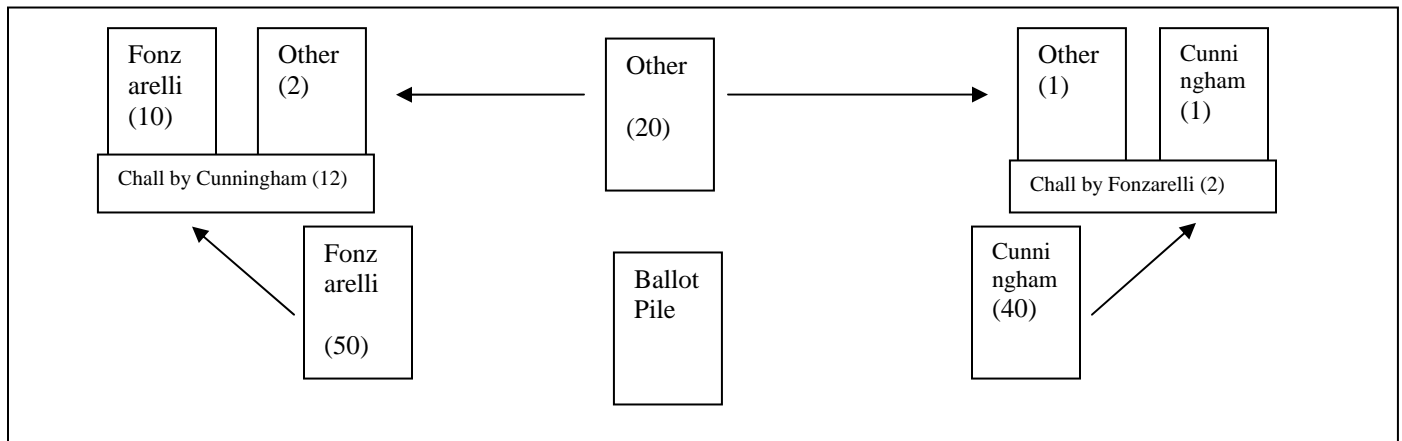 Fonz
arelli
(10)
Other
(2)
Chall by Cunningham (12)
Fonz
arelli
(50)
Other
(20)
Ballot
Pile
Other
(1)
Cunni
ngham
(1)
Chall by Fonzarelli (2)
Cunni
ngham
(40)